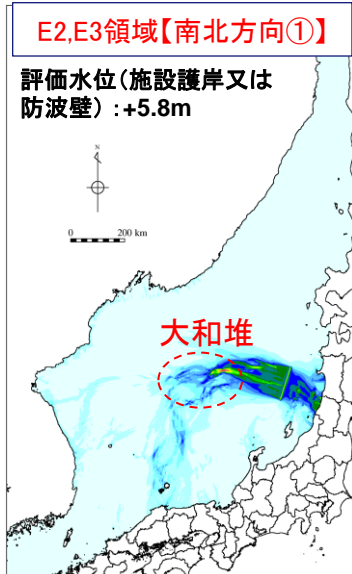 E2,E3領域【南北方向①】
評価水位(施設護岸又は
防波壁）:+5.8m
N
0 200 km
大和堆